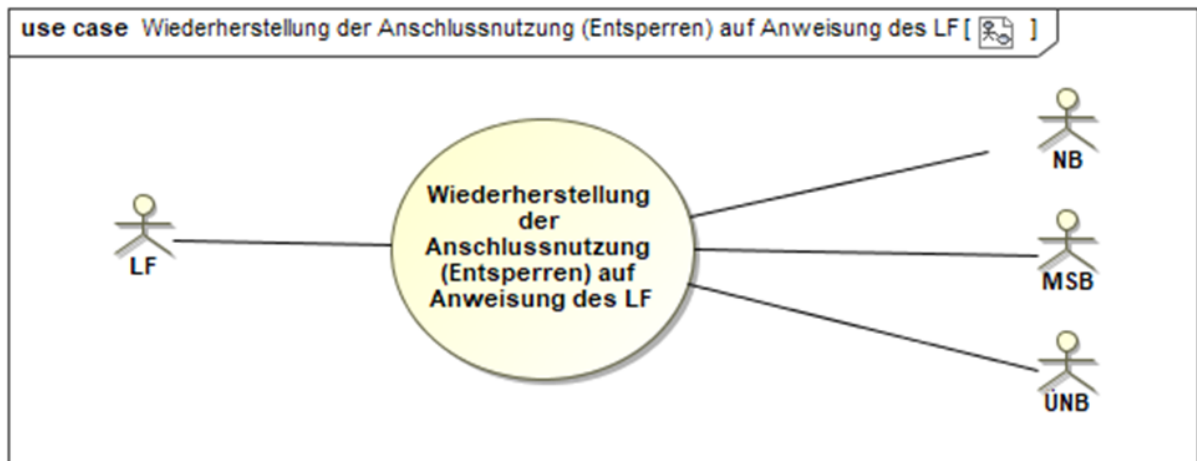 use case Wiederherstellung der Anschlussnutzung (Entsperren) auf Anweisung des LF [ ]
NB
Wiederherstellung
der
Anschlussnutzung
(Entsperren) auf
Anweisung des LF
LF
MSB
ÜNB